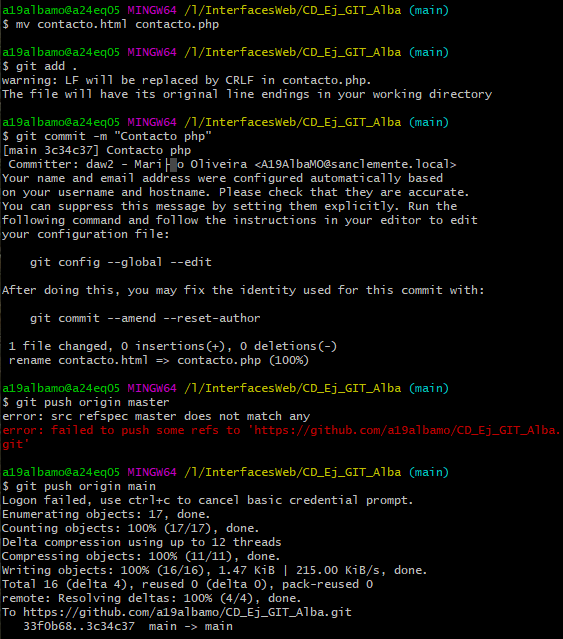 a19albamo@a24eq05 MINGW64 /l/InterfacesWeb/CD_Ej_GIT_Alba (main)
$ mv contacto.html contacto.php
a19albamo@a24eq05 MINGW64 /l/InterfacesWeb/CD_Ej_GIT_Alba (main)
$ git add .
warning: LF will be replaced by CRLF in contacto.php.
The file will have its original line endings in your working directory
a19albamo@a24eq05 MINGW64 /l/InterfacesWeb/CD_Ej_GIT_Alba (main)
$ git commit -m "Contacto php"
[main 3c34c37] Contacto php
Committer: daw2 - Mari├▒o Oliveira <A19AlbaMO@sanclemente.local>
Your name and email address were configured automatically based
on your username and hostname. Please check that they are accurate.
You can suppress this message by setting them explicitly. Run the
following command and follow the instructions in your editor to edit
your configuration file:
git config --global --edit
After doing this, you may fix the identity used for this commit with:
git commit --amend --reset-author
1 file changed, 0 insertions(+), 0 deletions(-)
rename contacto.html => contacto.php (100%)
a19albamo@a24eq05 MINGW64 /l/InterfacesWeb/CD_Ej_GIT_Alba (main)
$ git push origin master
error: src refspec master does not match any
error: failed to push some refs to 'https://github.com/a19albamo/CD_Ej_GIT_Alba.
git'
a19albamo@a24eq05 MINGW64 /l/InterfacesWeb/CD_Ej_GIT_Alba (main)
$ git push origin main
Logon failed, use ctrl+c to cancel basic credential prompt.
Enumerating objects: 17, done.
Counting objects: 100% (17/17), done.
Delta compression using up to 12 threads
Compressing objects: 100% (11/11), done.
Writing objects: 100% (16/16), 1.47 KiB | 215.00 KiB/s, done.
Total 16 (delta 4), reused 0 (delta 0), pack-reused 0
remote: Resolving deltas: 100% (4/4), done.
To https://github.com/a19albamo/CD_Ej_GIT_Alba.git
33f0b68..3c34c37  main -> main